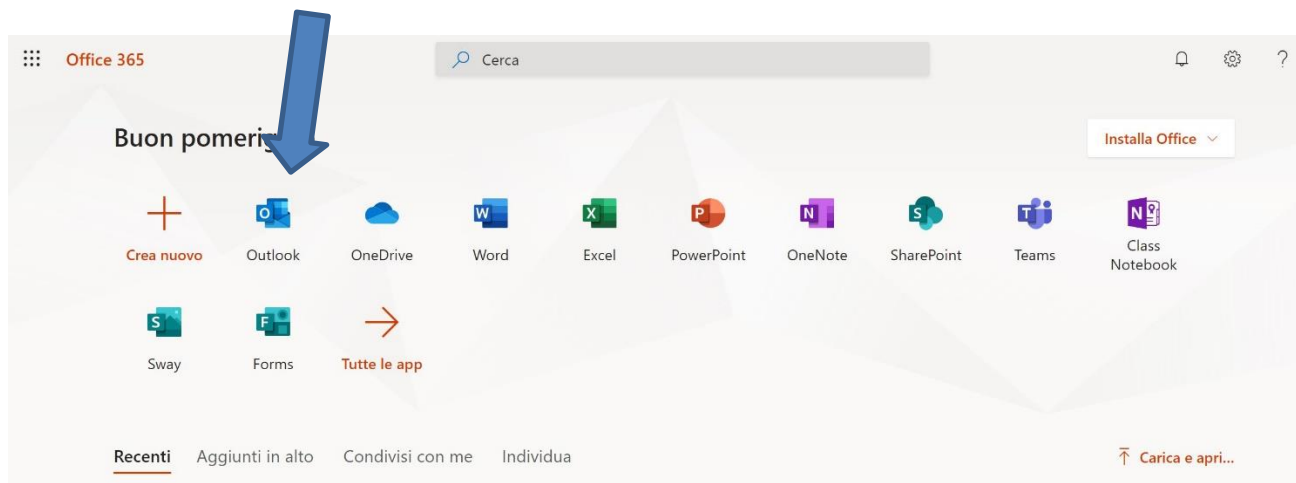 Office 365
Cerca
Buon pomerig
Installa Office
Crea nuovo
Outlook
OneDrive
Word
Excel
PowerPoint
OneNote
SharePoint
Teams
Class
Notebook
Sway
Forms
Tutte le app
Recenti
Aggiunti in alto
Condivisi con me
Individua
Carica e apri...